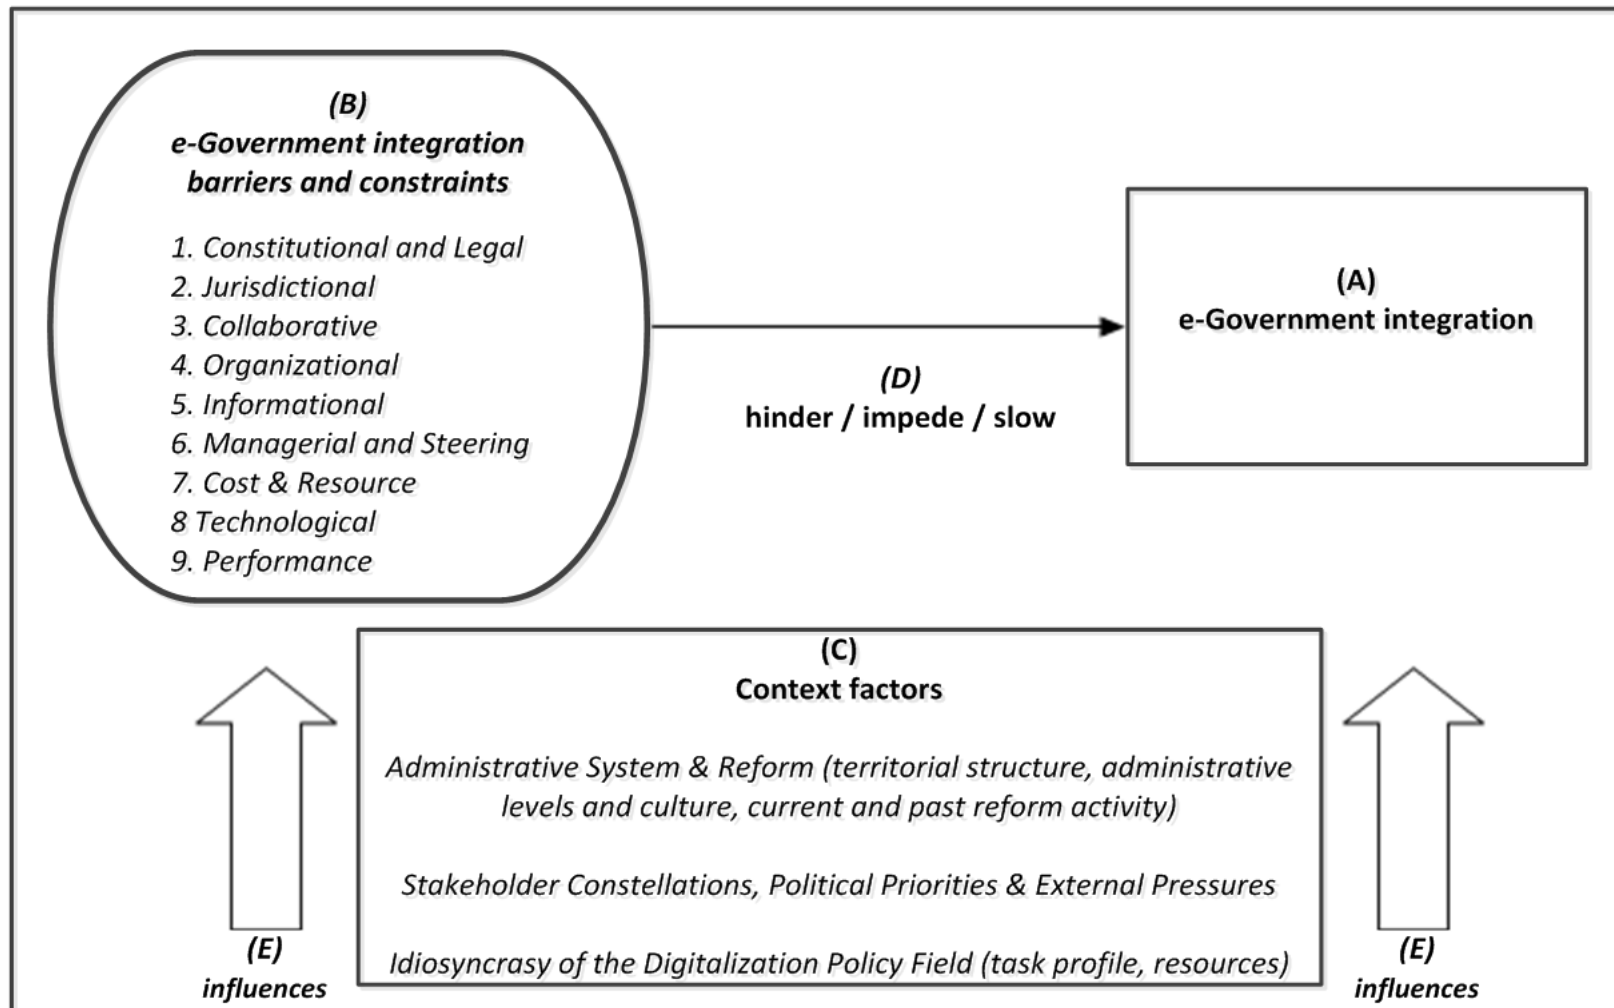 (B)
e-Government integration
barriers and constraints
1. Constitutional and Legal
2. Jurisdictional
3. Collaborative
4. Organizational
5. Informational
6. Managerial and Steering
7. Cost & Resource
8 Technological
9. Performance
(D)
hinder / impede / slow
(A)
e-Government integration
(C)
Context factors
Administrative System & Reform (territorial structure, administrative
levels and culture, current and past reform activity)
Stakeholder Constellations, Political Priorities & External Pressures
Idiosyncrasy of the Digitalization Policy Field (task profile, resources)
(E)
influences
(E)
influences